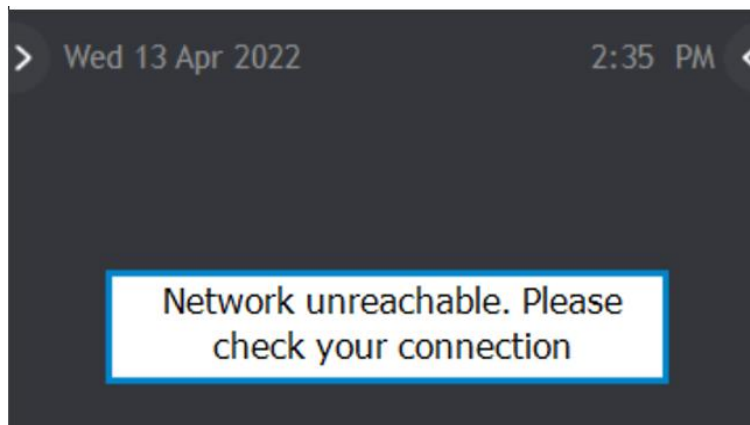 Wed 13 Apr 2022 2:35 PM
Network unreachable. Please
check your connection